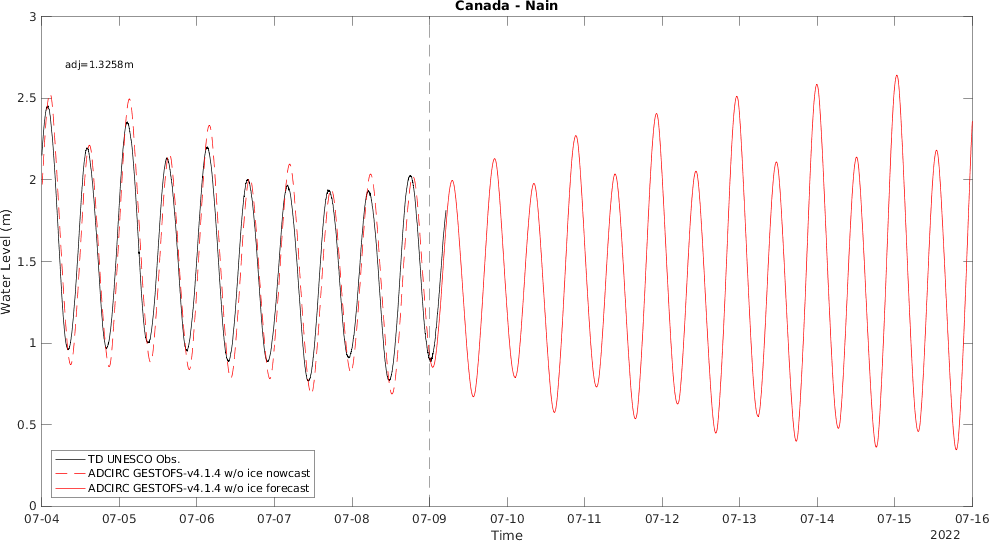 Canada - Nain
adj=1.3258m
3
2.5
2
1.5
1
0.5
0
Water Level (m)
TD UNESCO Obs.
ADCIRC GESTOFS-v4.1.4 w/o ice nowcast
ADCIRC GESTOFS-v4.1.4 w/o ice forecast
07-04 07-05 07-06 07-07 07-08 07-09 07-10 07-11 07-12 07-13 07-14 07-15 07-16
Time
2022